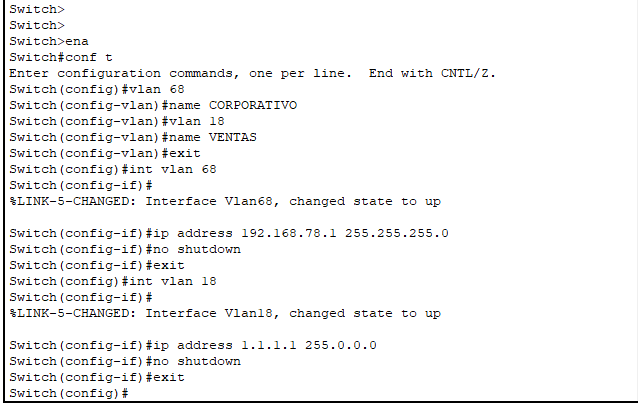 Switch>
Switch>
Switch>ena
Switch#conf t
Enter configuration commands, one per line.  End with CNTL/Z.
Switch(config)#vlan 68
Switch(config-vlan)#name CORPORATIVO
Switch(config-vlan)#vlan 18
Switch(config-vlan)#name VENTAS
Switch(config-vlan)#exit
Switch(config)#int vlan 68
Switch(config-if)#
%LINK-5-CHANGED: Interface Vlan68, changed state to up
Switch(config-if)#ip address 192.168.78.1 255.255.255.0
Switch(config-if)#no shutdown
Switch(config-if)#exit
Switch(config)#int vlan 18
Switch(config-if)#
%LINK-5-CHANGED: Interface Vlan18, changed state to up
Switch(config-if)#ip address 1.1.1.1 255.0.0.0
Switch(config-if)#no shutdown
Switch(config-if)#exit
Switch(config)#